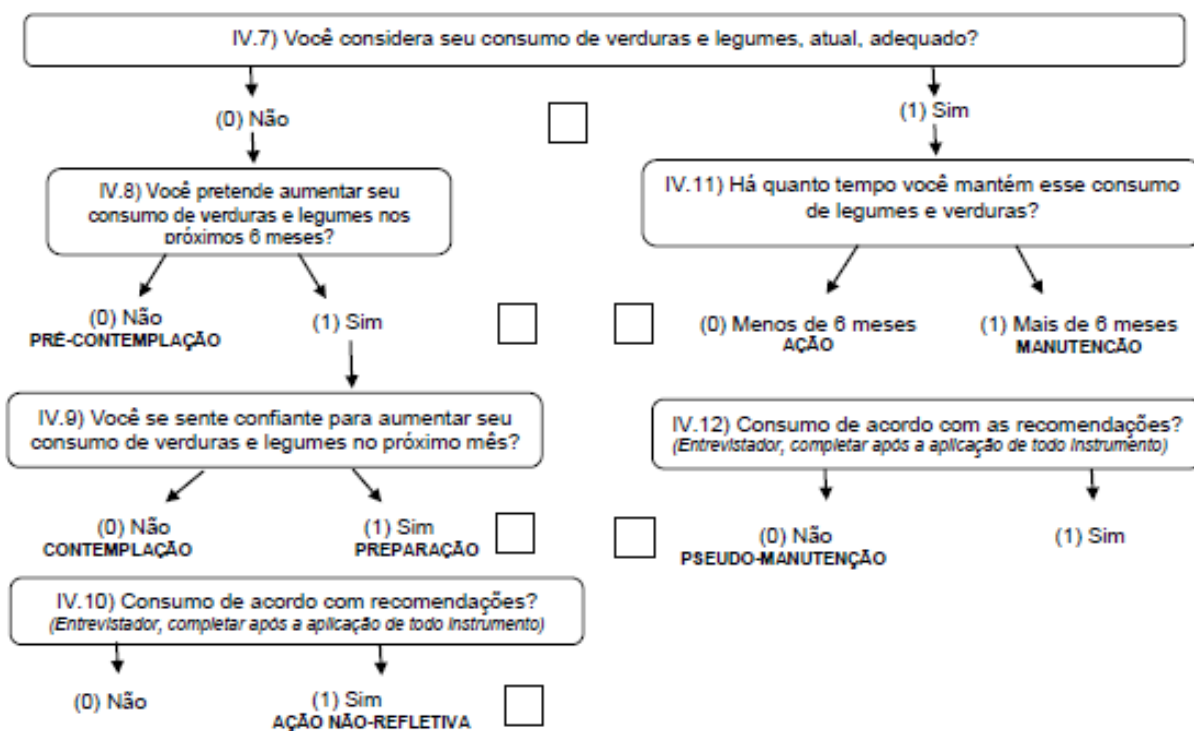 IV.7) Você considera seu consumo de verduras e legumes, atual, adequado?
(0) Não
(1) Sim
IV.8) Você pretende aumentar seu
consumo de verduras e legumes nos
próximos 6 meses?
IV.11) Há quanto tempo você mantém esse consumo
de legumes e verduras?
(0) Não
PRÉ-CONTEMPLAÇÃO
(1) Sim
(0) Menos de 6 meses
AÇÃO
(1) Mais de 6 meses
MANUTENCÃO
IV.9) Você se sente confiante para aumentar seu
consumo de verduras e legumes no próximo mês?
IV.12) Consumo de acordo com as recomendações?
(Entrevistador, completar após a aplicação de todo Instrumento)
(0) Não
CONTEMPLAÇÃO
(1) Sim
PREPARAÇÃO
(0) Não
PSEUDO-MANUTENÇÃO
(1) Sim
IV.10) Consumo de acordo com recomendações?
(Entrevistador, completar após a aplicação de todo Instrumento)
(0) Não
(1) Sim
AÇÃO NÃO-REFLETIVA